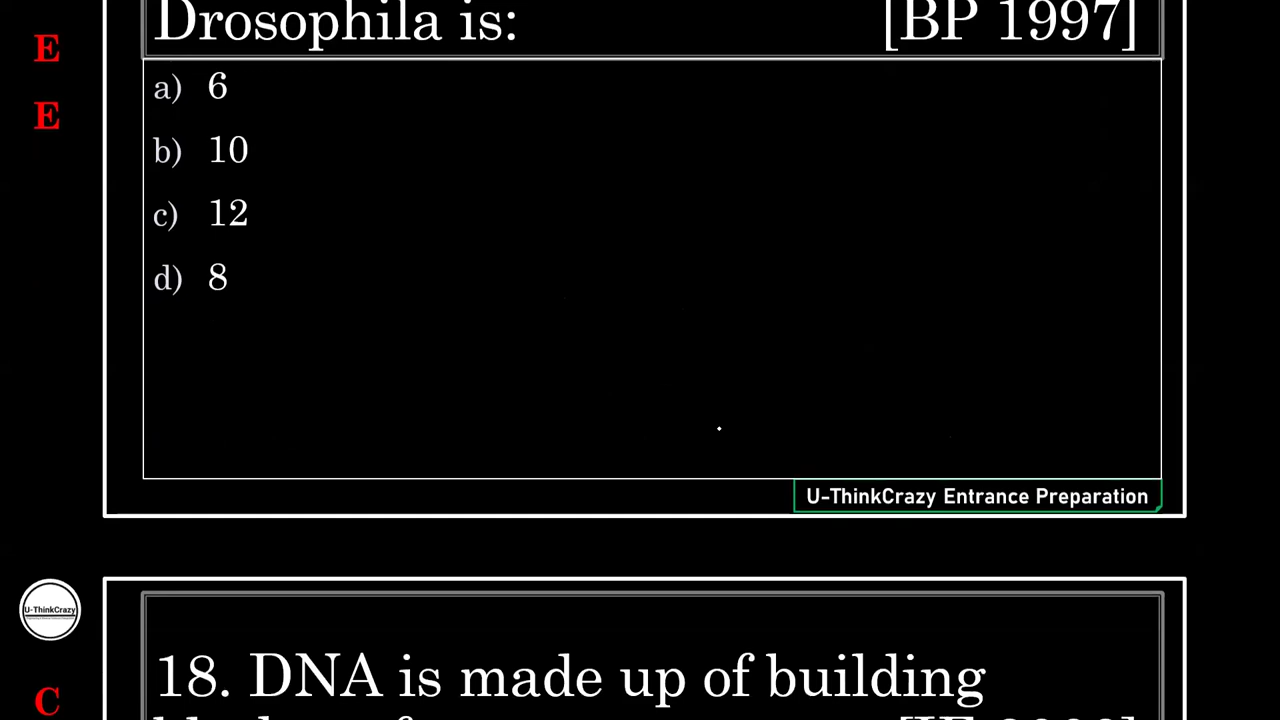 E
E
Drosophila is: [BP 1997]
a) 6
b) 10
c) 12
d) 8
U-ThinkCrazy Entrance Preparation
U-ThinkCrazy
C
18. DNA is made up of building